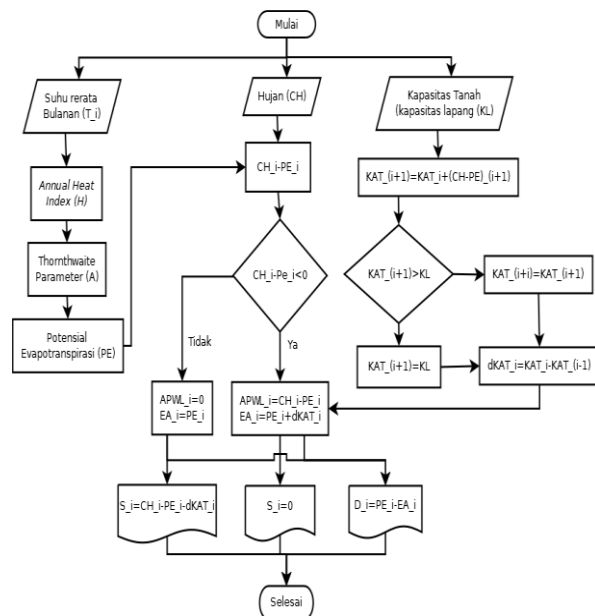 Mulai
Suhu rerata
Bulanan (T_i)
Hujan (CH)
Kapasitas Tanah
(kapasitas lapang (KL)
Annual Heat
Index (H)
CH_i-PE_i
KAT_(i+1)=KAT_i+(CH-PE)_(i+1)
Thornthwaite
Parameter (A)
CH_i-Pe_i<0
KAT_(i+1)>KL
KAT_(i+i)=KAT_(i+1)
Potensial
Evapotranspirasi (PE)
Tidak
Ya
KAT_(i+1)=KL
dKAT_i=KAT_i-KAT_(i-1)
APWL_i=0
EA_i=PE_i
APWL_i=CH_i-PE_i
EA_i=PE_i+dKAT_i
S_i=CH_i-PE_i-dKAT_i
S_i=0
D_i=PE_i-EA_i
Selesai